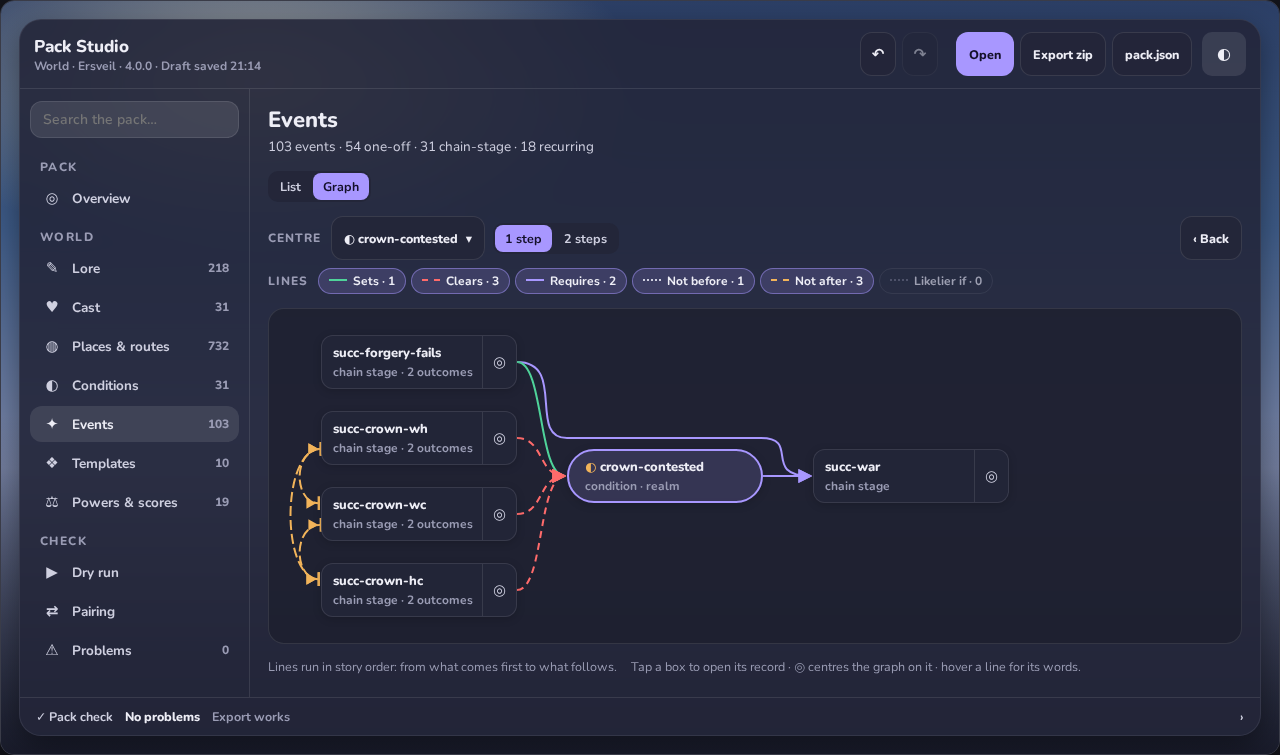 Pack Studio
World · Ersveil · 4.0.0 · Draft saved 21:14
↶
↷
Open
Export zip
pack.json
◐
Search the pack...
PACK
◎ Overview
WORLD
✎ Lore 218
♥ Cast 31
◍ Places & routes 732
◐ Conditions 31
✦ Events 103
❖ Templates 10
⚖ Powers & scores 19
CHECK
▶ Dry run
⇄ Pairing
⚠ Problems 0
Events
103 events · 54 one-off · 31 chain-stage · 18 recurring
List Graph
CENTRE ◐ crown-contested ▾ 1 step 2 steps ‹ Back
LINES Sets · 1 Clears · 3 Requires · 2 Not before · 1 Not after · 3 Likelier if · 0
succ-forgery-fails
chain stage · 2 outcomes
◎
succ-crown-wh
chain stage · 2 outcomes
◎
succ-crown-wc
chain stage · 2 outcomes
◎
succ-crown-hc
chain stage · 2 outcomes
◎
◐ crown-contested
condition · realm
succ-war
chain stage
◎
Lines run in story order: from what comes first to what follows. Tap a box to open its record · ◎ centres the graph on it · hover a line for its words.
✓ Pack check No problems Export works ›